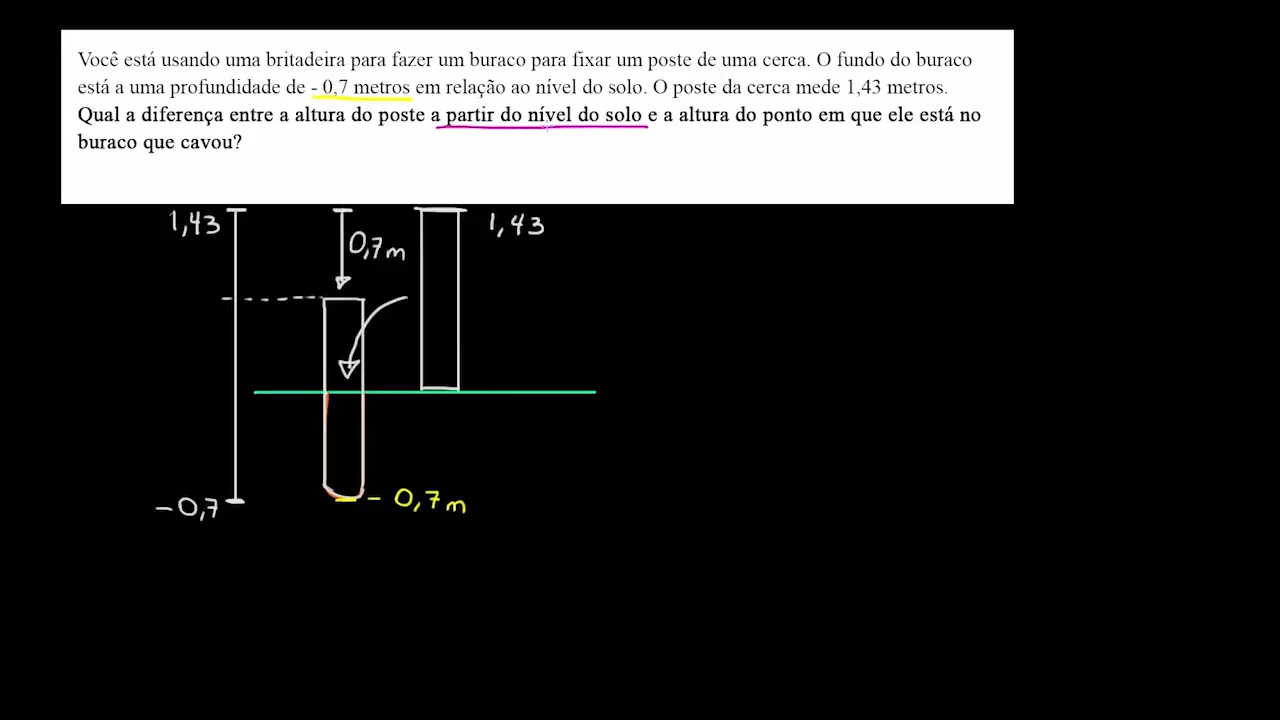 Você está usando uma britadeira para fazer um buraco para fixar um poste de uma cerca. O fundo do buraco
está a uma profundidade de - 0,7 metros em relação ao nível do solo. O poste da cerca mede 1,43 metros.
Qual a diferença entre a altura do poste a partir do nível do solo e a altura do ponto em que ele está no
buraco que cavou?
1,43
0,7m
1,43
-0,7
- 0,7 m